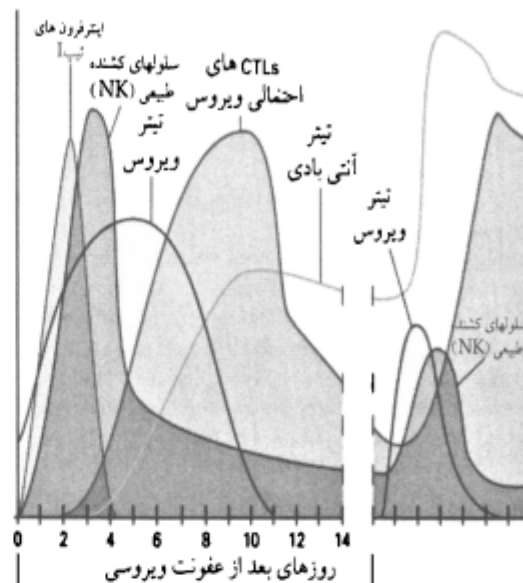 اینترفرون های
تیپ I
سلولهای کشنده
طبیعی (NK)
CTLs های
احتمالی ویروس
تیتر
ویروس
تیتر
آنتی بادی
تیتر
ویروس
سلولهای کشنده
طبیعی (NK)
0 2 4 6 8 10 12 14
روزهای بعد از عفونت ویروسی